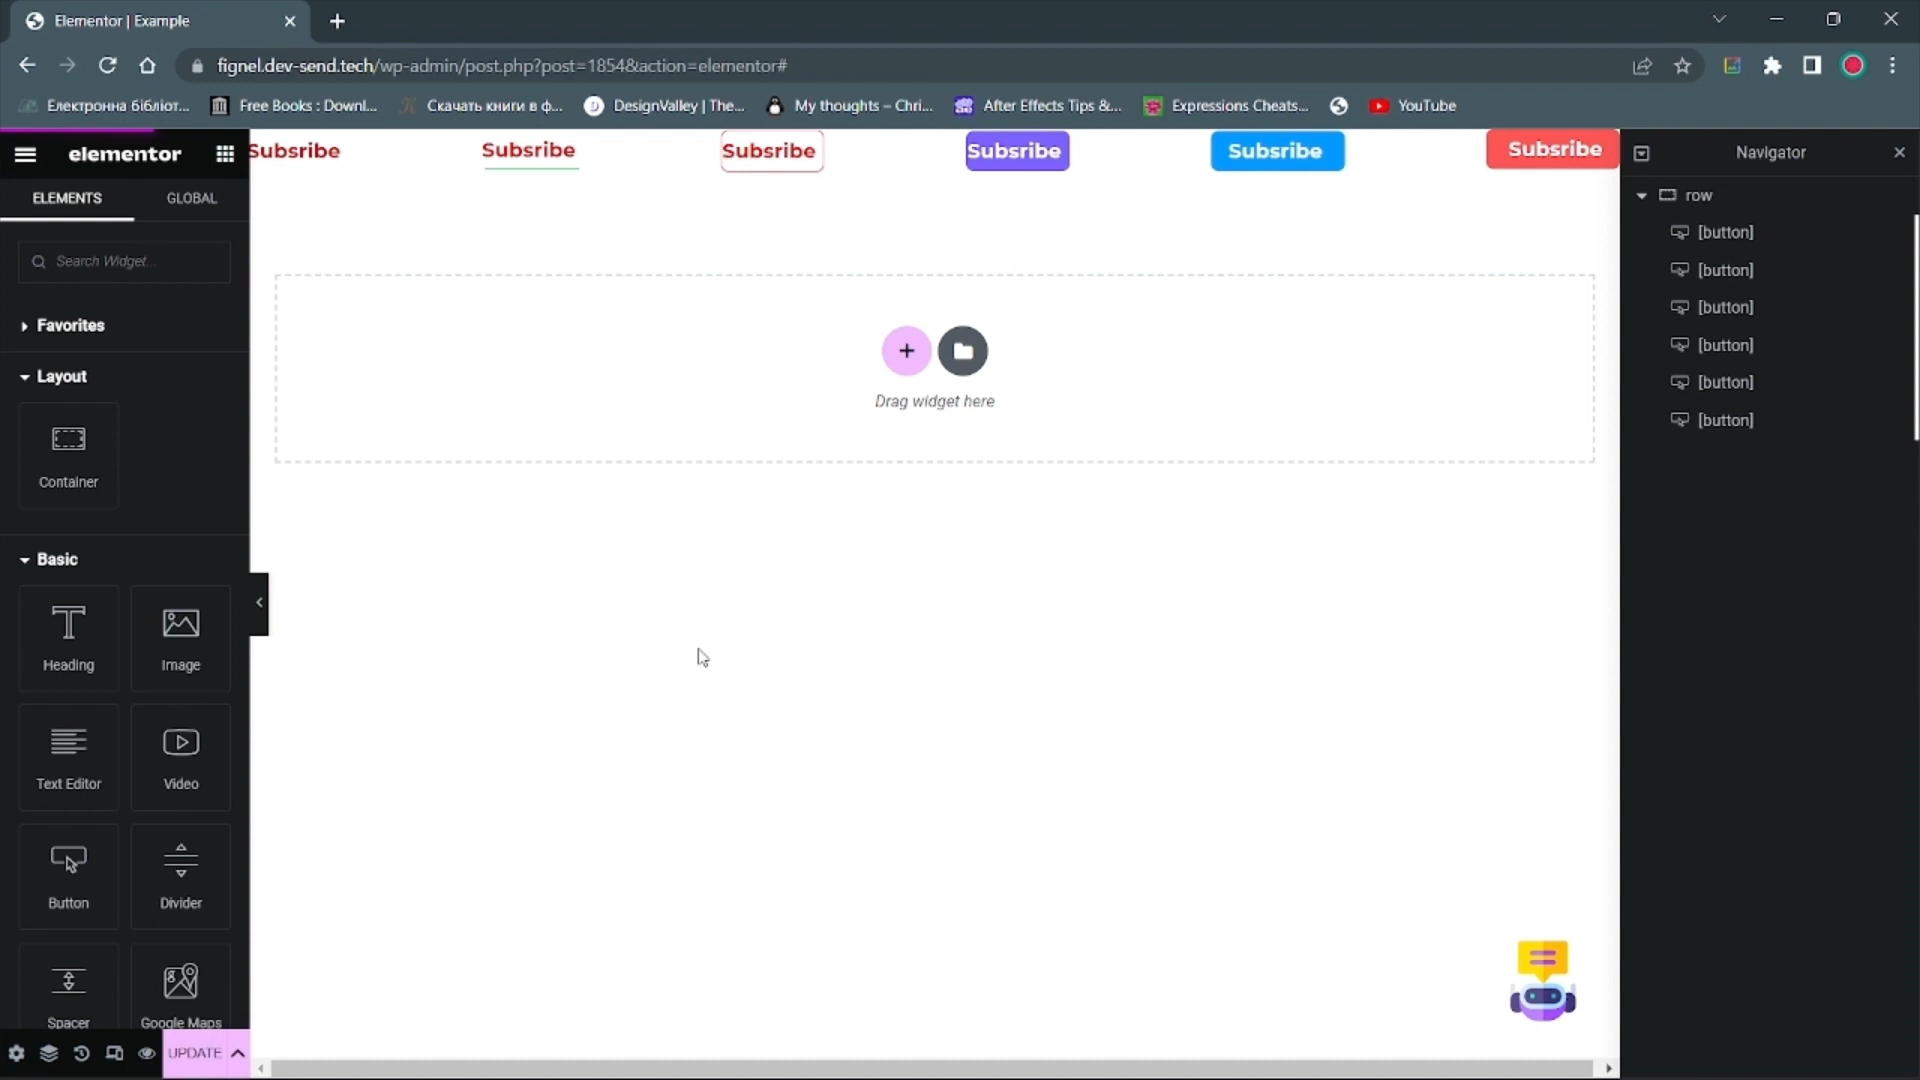 Elementor | Example
fignel.dev-send.tech/wp-admin/post.php?post=1854&action=elementor#
Електронна бібліот...
Free Books : Downl...
Скачать книги в ф...
DesignValley | The...
My thoughts – Chri...
After Effects Tips &...
Expressions Cheats...
YouTube
elementor
Subsribe
Subsribe
Subsribe
Subsribe
Subsribe
Subsribe
Navigator
ELEMENTS
GLOBAL
row
Search Widget...
[button]
[button]
[button]
[button]
[button]
[button]
Favorites
Layout
Container
Drag widget here
Basic
Heading
Image
Text Editor
Video
Button
Divider
Spacer
Google Maps
UPDATE